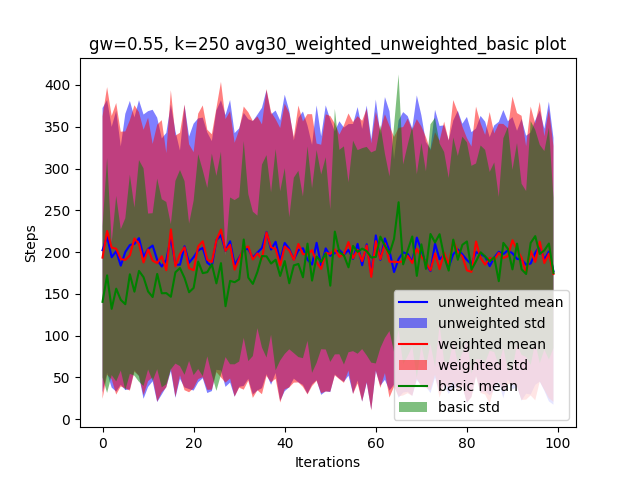 gw=0.55, k=250 avg30_weighted_unweighted_basic plot
Steps
400
350
300
250
200
150
100
50
0
0 20 40 60 80 100
Iterations
unweighted mean
unweighted std
weighted mean
weighted std
basic mean
basic std